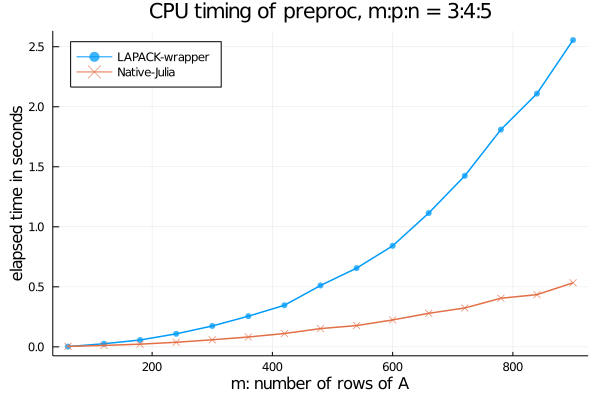 CPU timing of preproc, m:p:n = 3:4:5
LAPACK-wrapper
Native-Julia
elapsed time in seconds
2.5
2.0
1.5
1.0
0.5
0.0
200
400
600
800
m: number of rows of A